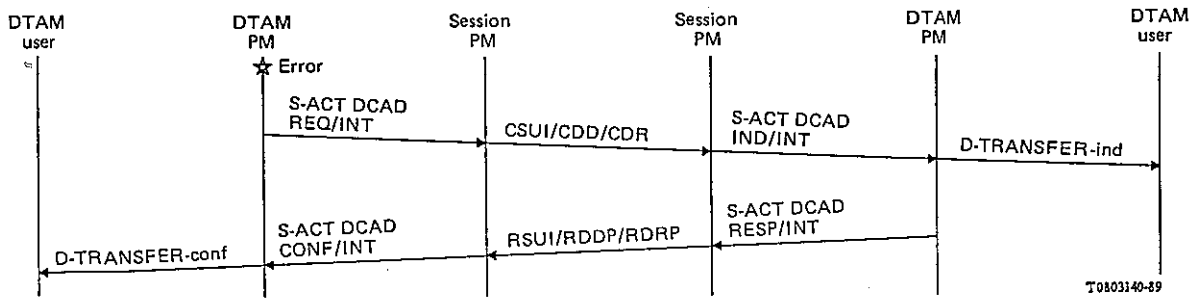 DTAM
user
DTAM
PM
Session
PM
Session
PM
DTAM
PM
DTAM
user
Error
S-ACT DCAD
REQ/INT
CSUI/CDD/CDR
S-ACT DCAD
IND/INT
D-TRANSFER-ind
D-TRANSFER-conf
S-ACT DCAD
CONF/INT
RSUI/RDDP/RDRP
S-ACT DCAD
RESP/INT
T0803140-89